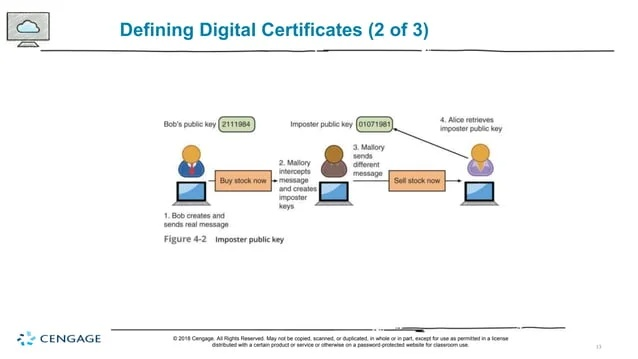 Defining Digital Certificates (2 of 3)
Bob's public key 2111984
Imposter public key 01071981
4. Alice retrieves
imposter public key
3. Mallory
sends
different
message
2. Mallory
intercepts
message
and creates
imposter
keys
Buy stock now
Sell stock now
1. Bob creates and
sends real message
Figure 4-2 Imposter public key
CENGAGE
© 2018 Cengage. All Rights Reserved. May not be copied, scanned, or duplicated, in whole or in part, except for use as permitted in a license
distributed with a certain product or service or otherwise on a password-protected website for classroom use.